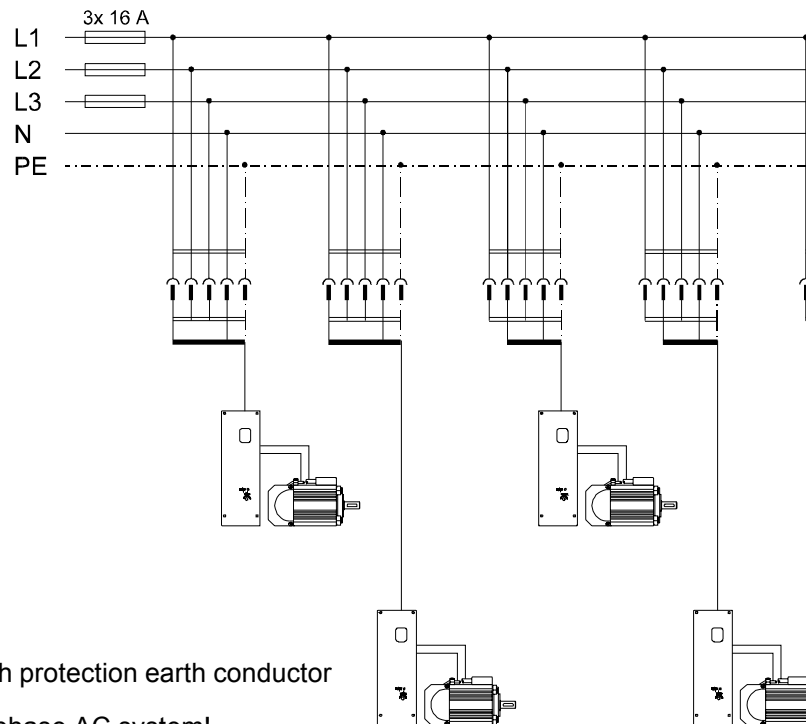 3x 16 A
L1
L2
L3
N
PE
h protection earth conductor
phase AC system!